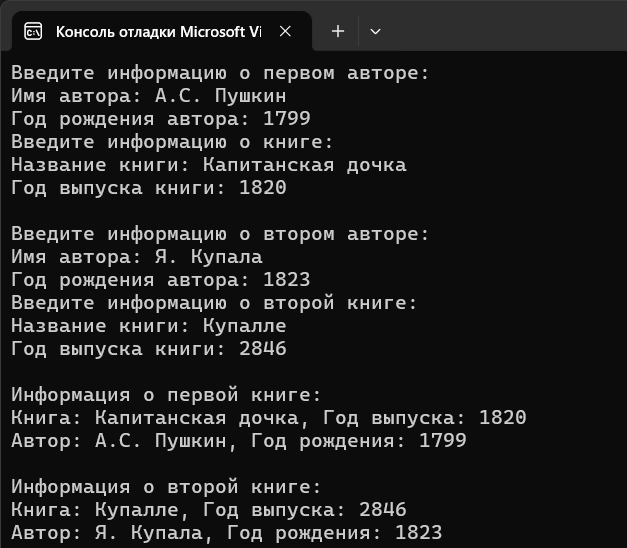 Консоль отладки Microsoft Vi
Введите информацию о первом авторе:
Имя автора: А.С. Пушкин
Год рождения автора: 1799
Введите информацию о книге:
Название книги: Капитанская дочка
Год выпуска книги: 1820
Введите информацию о втором авторе:
Имя автора: Я. Купала
Год рождения автора: 1823
Введите информацию о второй книге:
Название книги: Купалле
Год выпуска книги: 2846
Информация о первой книге:
Книга: Капитанская дочка, Год выпуска: 1820
Автор: А.С. Пушкин, Год рождения: 1799
Информация о второй книге:
Книга: Купалле, Год выпуска: 2846
Автор: Я. Купала, Год рождения: 1823